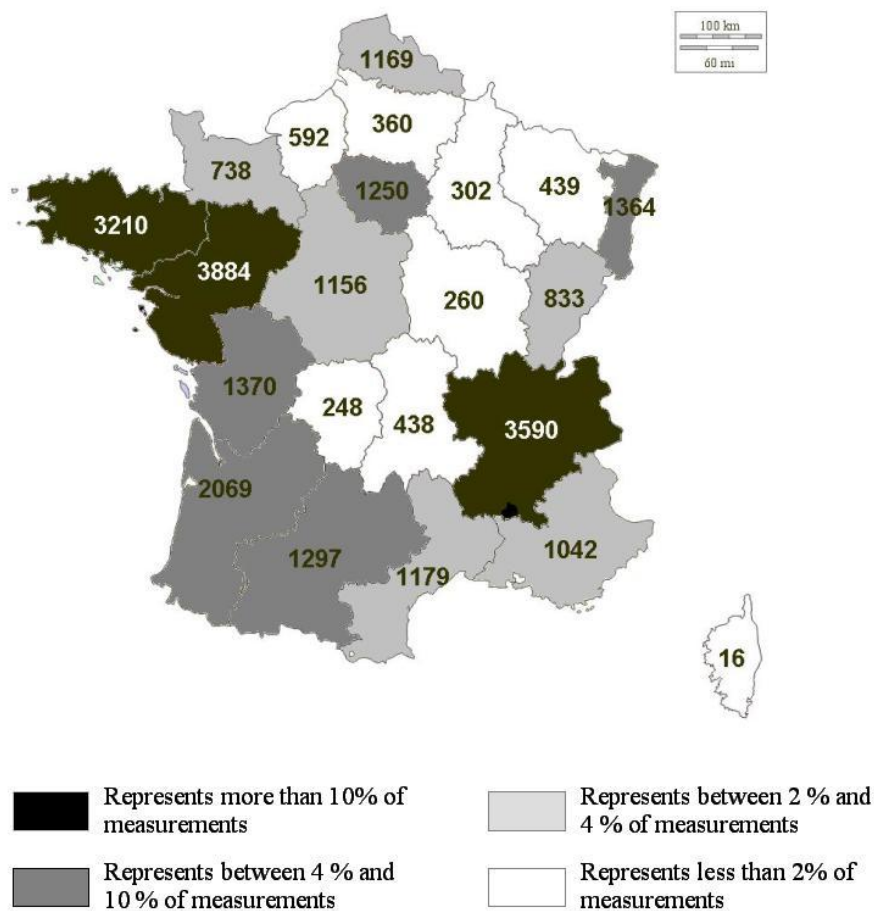 100 km
60 mi
1169
592
360
738
1250
302
439
1364
3210
3884
1156
260
833
1370
248
438
3590
2069
1297
1179
1042
16
Represents more than 10% of
measurements
Represents between 2 % and
4 % of measurements
Represents between 4 % and
10 % of measurements
Represents less than 2% of
measurements